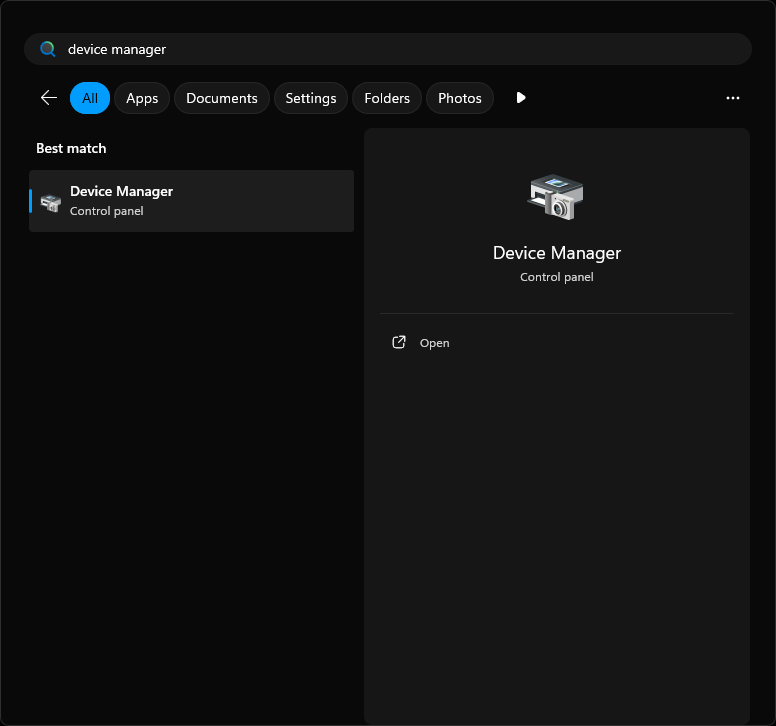 device manager
All Apps Documents Settings Folders Photos
Best match
Device Manager
Control panel
Device Manager
Control panel
Open